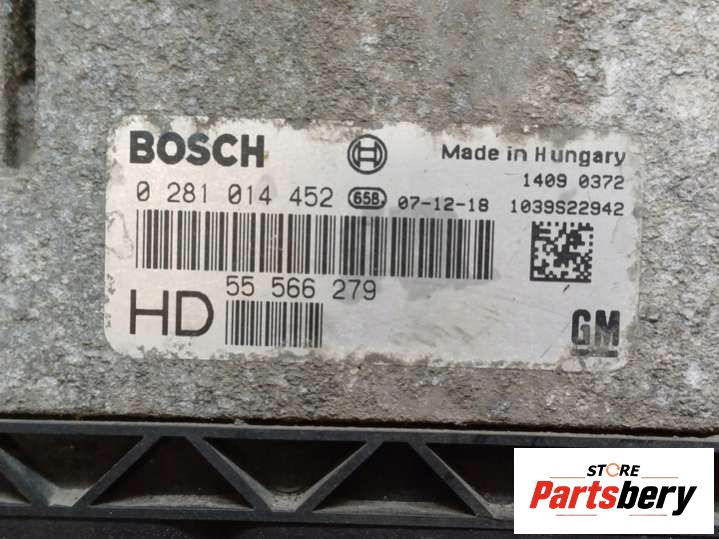 BOSCH
Made in Hungary
1409 0372
0 281 014 452 658. 07-12-18 1039S22942
55 566 279
HD
GM
STORE
Partsbery